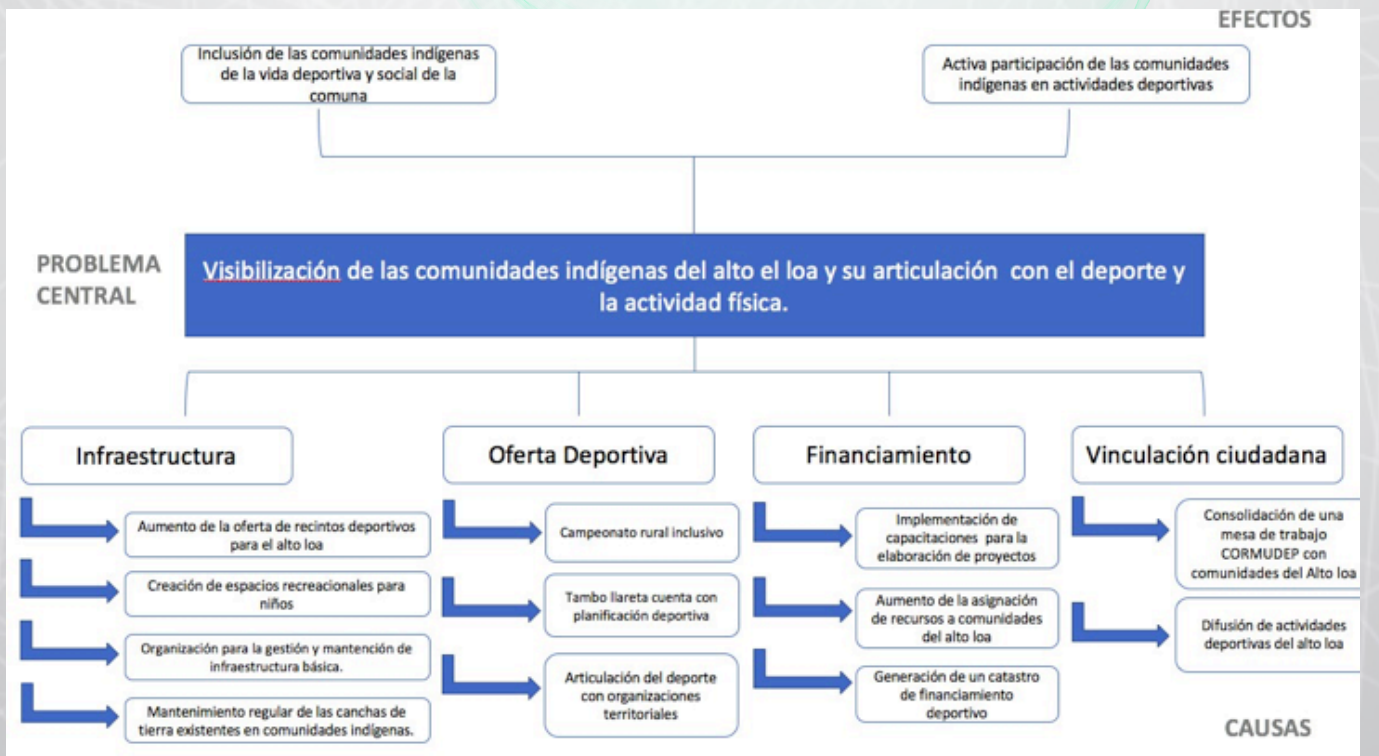 EFECTOS
Inclusión de las comunidades indígenas
de la vida deportiva y social de la
comuna
Activa participación de las comunidades
indígenas en actividades deportivas
PROBLEMA
CENTRAL
Visibilización de las comunidades indígenas del alto el loa y su articulación con el deporte y
la actividad física.
Infraestructura
Aumento de la oferta de recintos deportivos
para el alto loa
Creación de espacios recreacionales para
niños
Organización para la gestión y mantención de
infraestructura básica.
Mantenimiento regular de las canchas de
tierra existentes en comunidades indígenas.
Oferta Deportiva
Campeonato rural inclusivo
Tambo llareta cuenta con
planificación deportiva
Articulación del deporte
con organizaciones
territoriales
Financiamiento
Implementación de
capacitaciones para la
elaboración de proyectos
Aumento de la asignación
de recursos a comunidades
del alto loa
Generación de un catastro
de financiamiento
deportivo
Vinculación ciudadana
Consolidación de una
mesa de trabajo
CORMUDEP con
comunidades del Alto loa
Difusión de actividades
deportivas del alto loa
CAUSAS